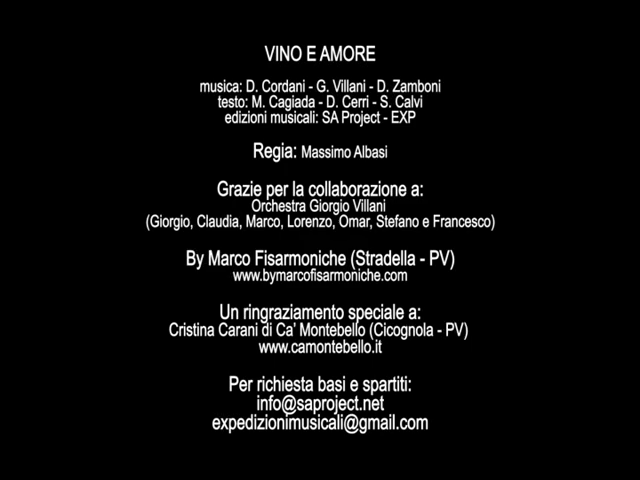 VINO E AMORE
musica: D. Cordani - G. Villani - D. Zamboni
testo: M. Cagiada - D. Cerri - S. Calvi
edizioni musicali: SA Project - EXP
Regia: Massimo Albasi
Grazie per la collaborazione a:
Orchestra Giorgio Villani
(Giorgio, Claudia, Marco, Lorenzo, Omar, Stefano e Francesco)
By Marco Fisarmoniche (Stradella - PV)
www.bymarcofisarmoniche.com
Un ringraziamento speciale a:
Cristina Carani di Ca' Montebello (Cicognola - PV)
www.camontebello.it
Per richiesta basi e spartiti:
info@saproject.net
expedizionimusicali@gmail.com